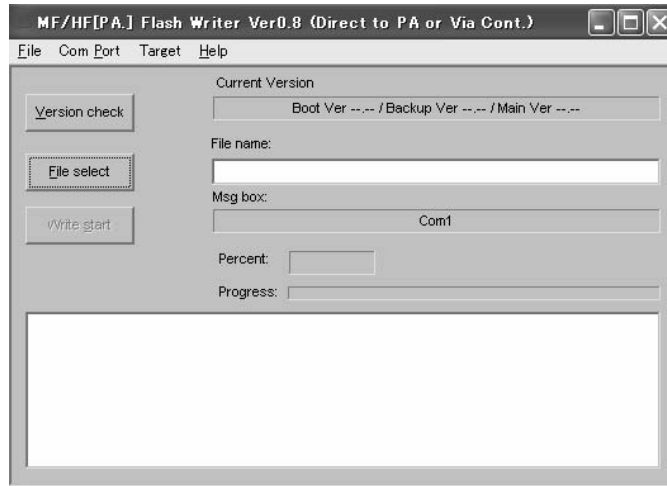 MF/HF[PA.] Flash Writer Ver0.8 (Direct to PA or Via Cont.)
File Com Port Target Help
Current Version
Version check
Boot Ver --.-- / Backup Ver --.-- / Main Ver --.--
File name:
File select
Msg box:
Write start
Com1
Percent:
Progress: